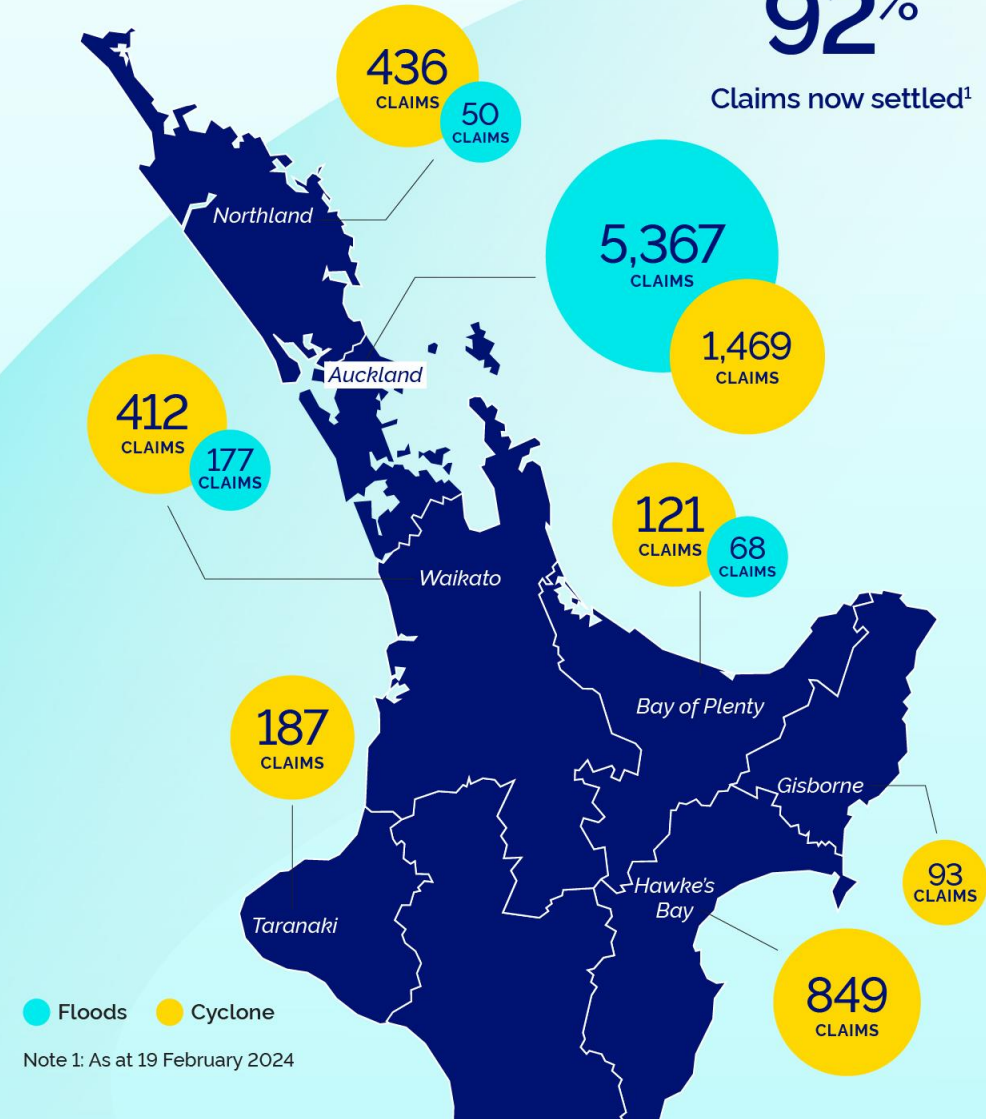 92%
Claims now settled¹
436
CLAIMS
50
CLAIMS
Northland
5,367
CLAIMS
1,469
CLAIMS
Auckland
412
CLAIMS
177
CLAIMS
121
CLAIMS
68
CLAIMS
Waikato
187
CLAIMS
Bay of Plenty
Gisborne
93
CLAIMS
Hawke's
Bay
Taranaki
849
CLAIMS
Floods
Cyclone
Note 1: As at 19 February 2024